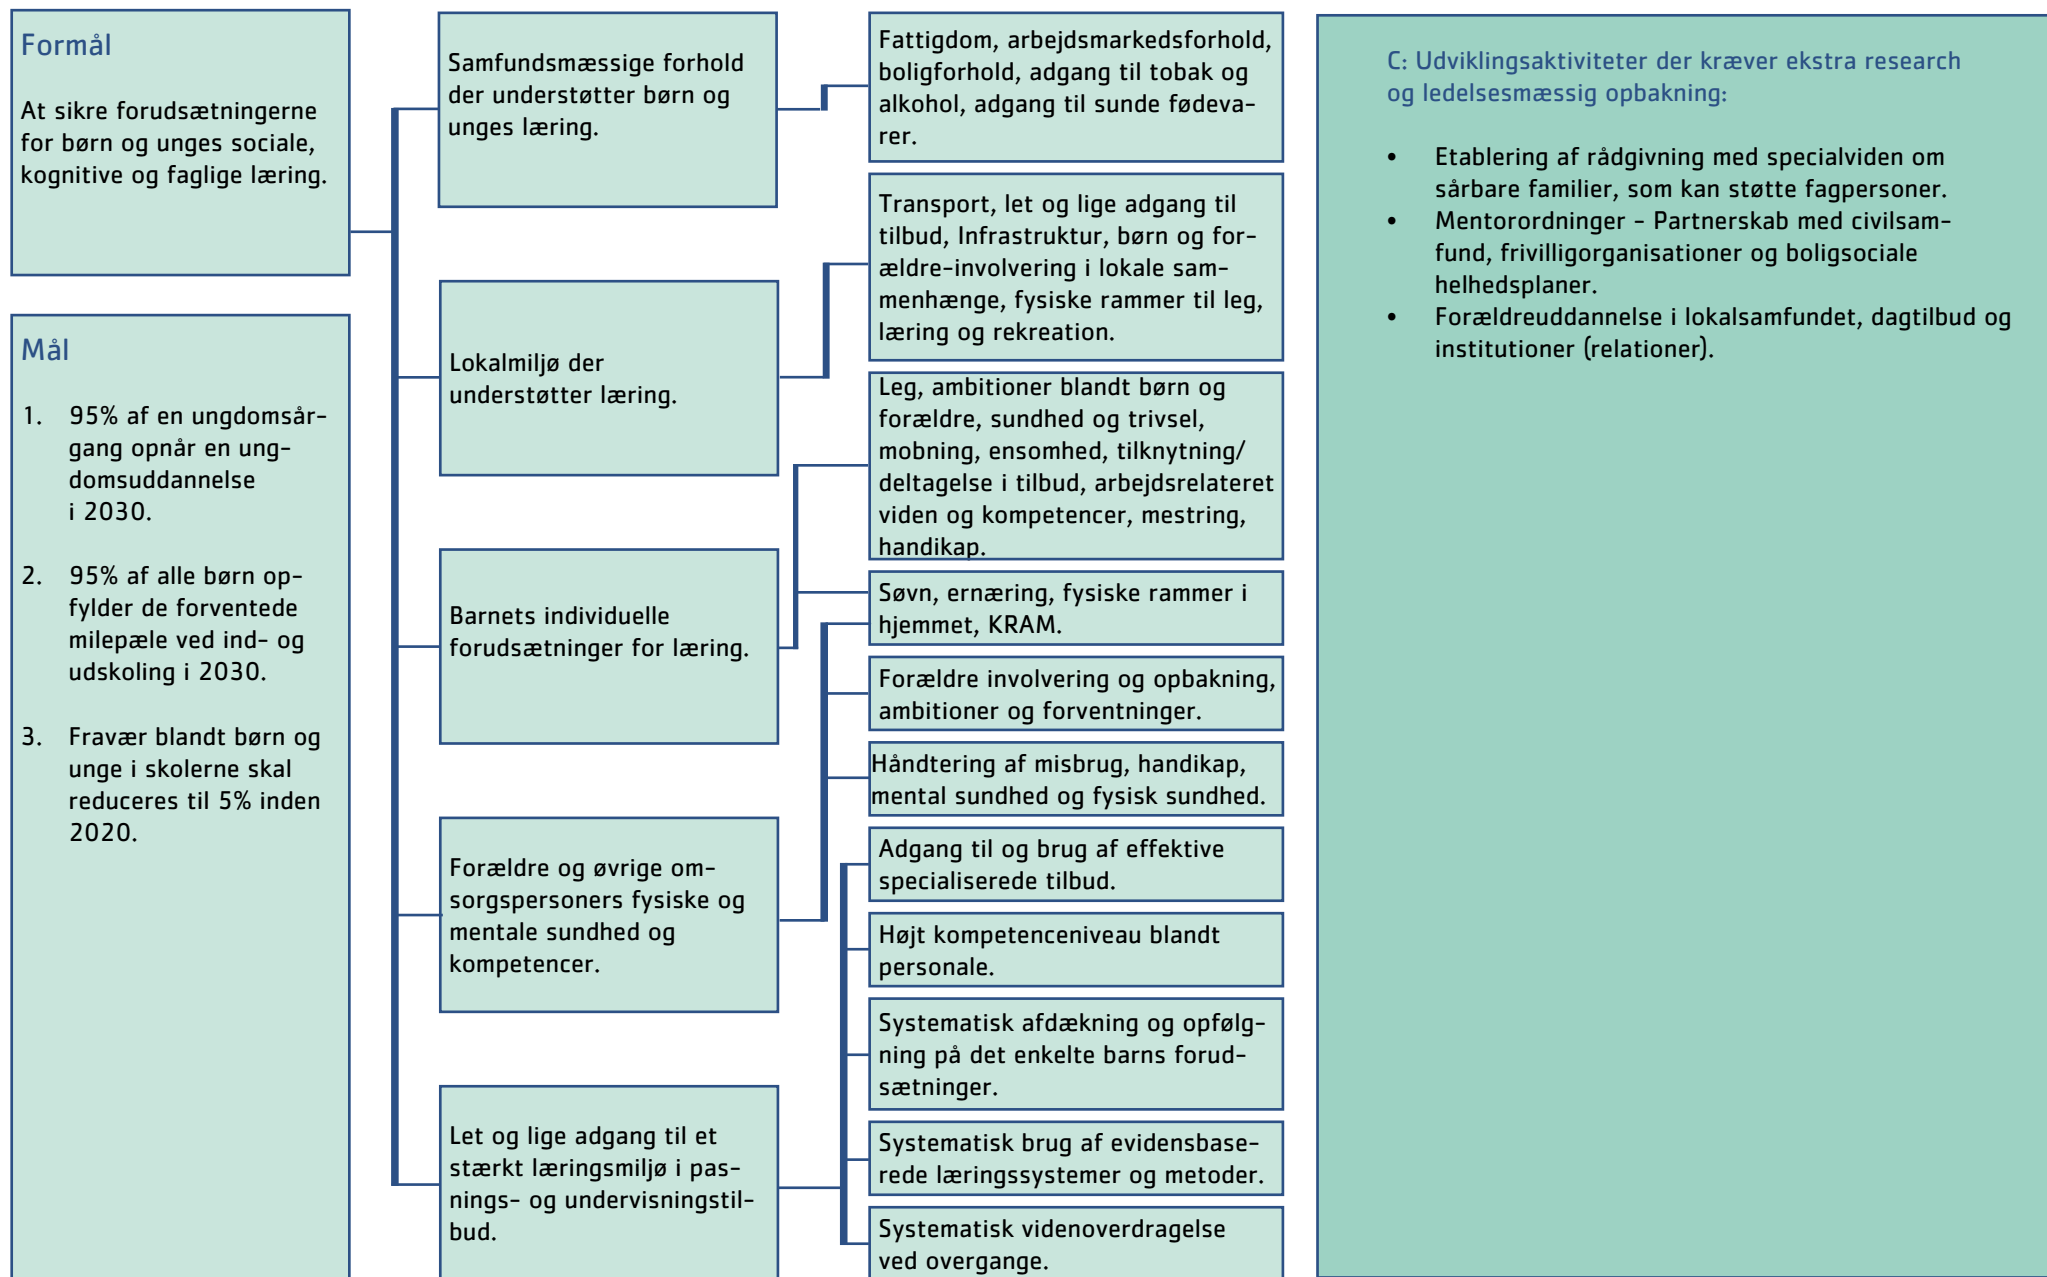 Formål
At sikre forudsætningerne
for børn og unges sociale,
kognitive og faglige læring.
Mål
1. 95% af en ungdomsår-
gang opnår en ung-
domsuddannelse
i 2030.
2. 95% af alle børn op-
fylder de forventede
milepæle ved ind- og
udskoling i 2030.
3. Fravær blandt børn og
unge i skolerne skal
reduceres til 5% inden
2020.
Samfundsmæssige forhold
der understøtter børn og
unges læring.
Lokalmiljø der
understøtter læring.
Barnets individuelle
forudsætninger for læring.
Forældre og øvrige om-
sorgspersoners fysiske og
mentale sundhed og
kompetencer.
Let og lige adgang til et
stærkt læringsmiljø i pas-
nings- og undervisningstil-
bud.
Fattigdom, arbejdsmarkedsforhold,
boligforhold, adgang til tobak og
alkohol, adgang til sunde fødeva-
rer.
Transport, let og lige adgang til
tilbud, Infrastruktur, børn og for-
ældre-involvering i lokale sam-
menhænge, fysiske rammer til leg,
læring og rekreation.
Leg, ambitioner blandt børn og
forældre, sundhed og trivsel,
mobning, ensomhed, tilknytning/
deltagelse i tilbud, arbejdsrelateret
viden og kompetencer, mestring,
handikap.
Søvn, ernæring, fysiske rammer i
hjemmet, KRAM.
Forældre involvering og opbakning,
ambitioner og forventninger.
Håndtering af misbrug, handikap,
mental sundhed og fysisk sundhed.
Adgang til og brug af effektive
specialiserede tilbud.
Højt kompetenceniveau blandt
personale.
Systematisk afdækning og opfølg-
ning på det enkelte barns forud-
sætninger.
Systematisk brug af evidensbase-
rede læringssystemer og metoder.
Systematisk videnoverdragelse
ved overgange.
C: Udviklingsaktiviteter der kræver ekstra research
og ledelsesmæssig opbakning:
• Etablering af rådgivning med specialviden om
sårbare familier, som kan støtte fagpersoner.
• Mentorordninger - Partnerskab med civilsam-
fund, frivilligorganisationer og boligsociale
helhedsplaner.
• Forældreuddannelse i lokalsamfundet, dagtilbud og
institutioner (relationer).